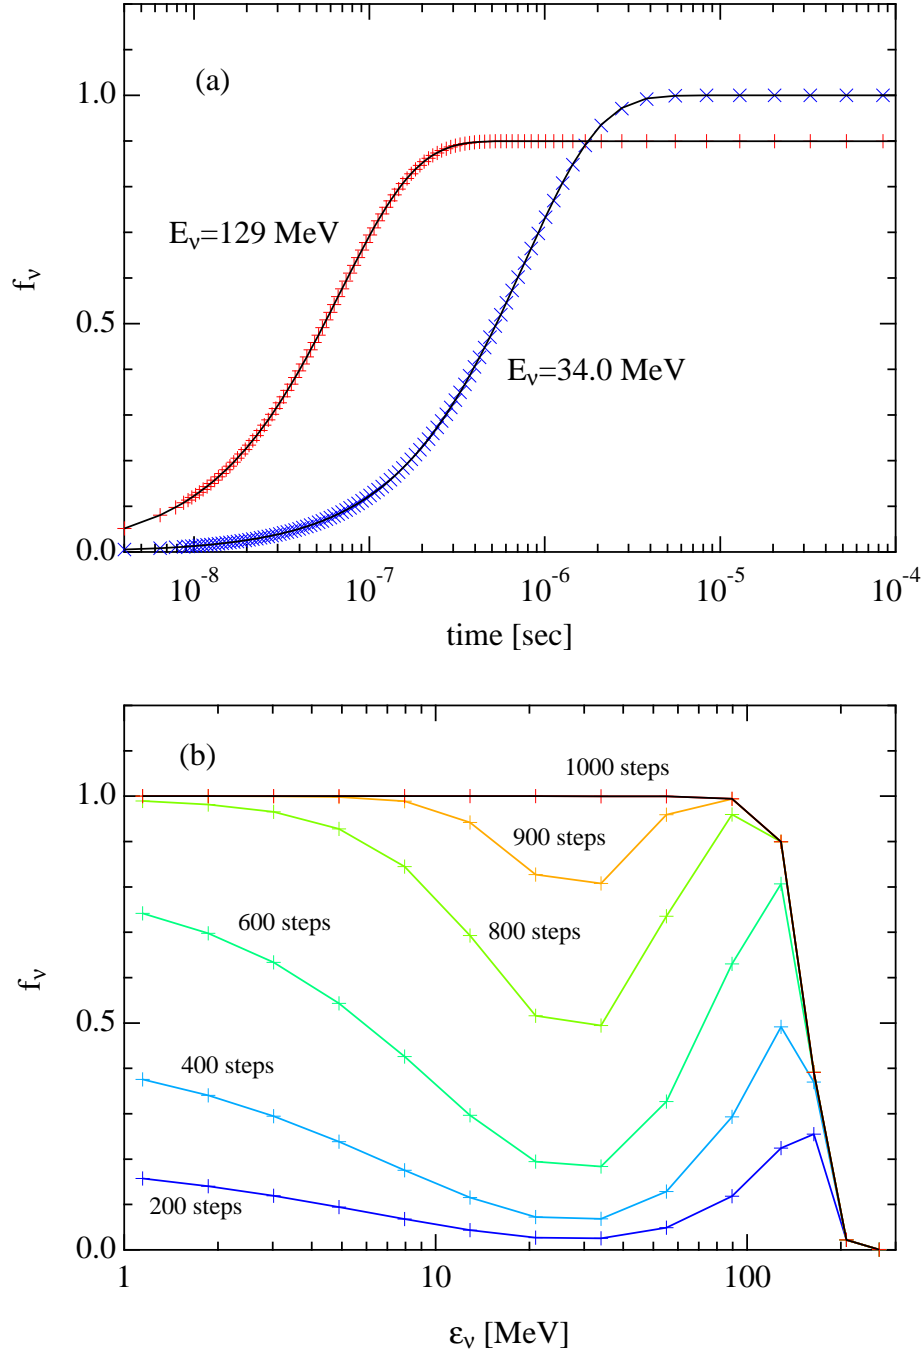 (a)
1.0
0.5
0.0
f_ν
E_ν=129 MeV
E_ν=34.0 MeV
10^-8 10^-7 10^-6 10^-5 10^-4
time [sec]
(b)
1000 steps
1.0
900 steps
800 steps
600 steps
f_ν
0.5
400 steps
200 steps
0.0
1 10 100
ε_ν [MeV]